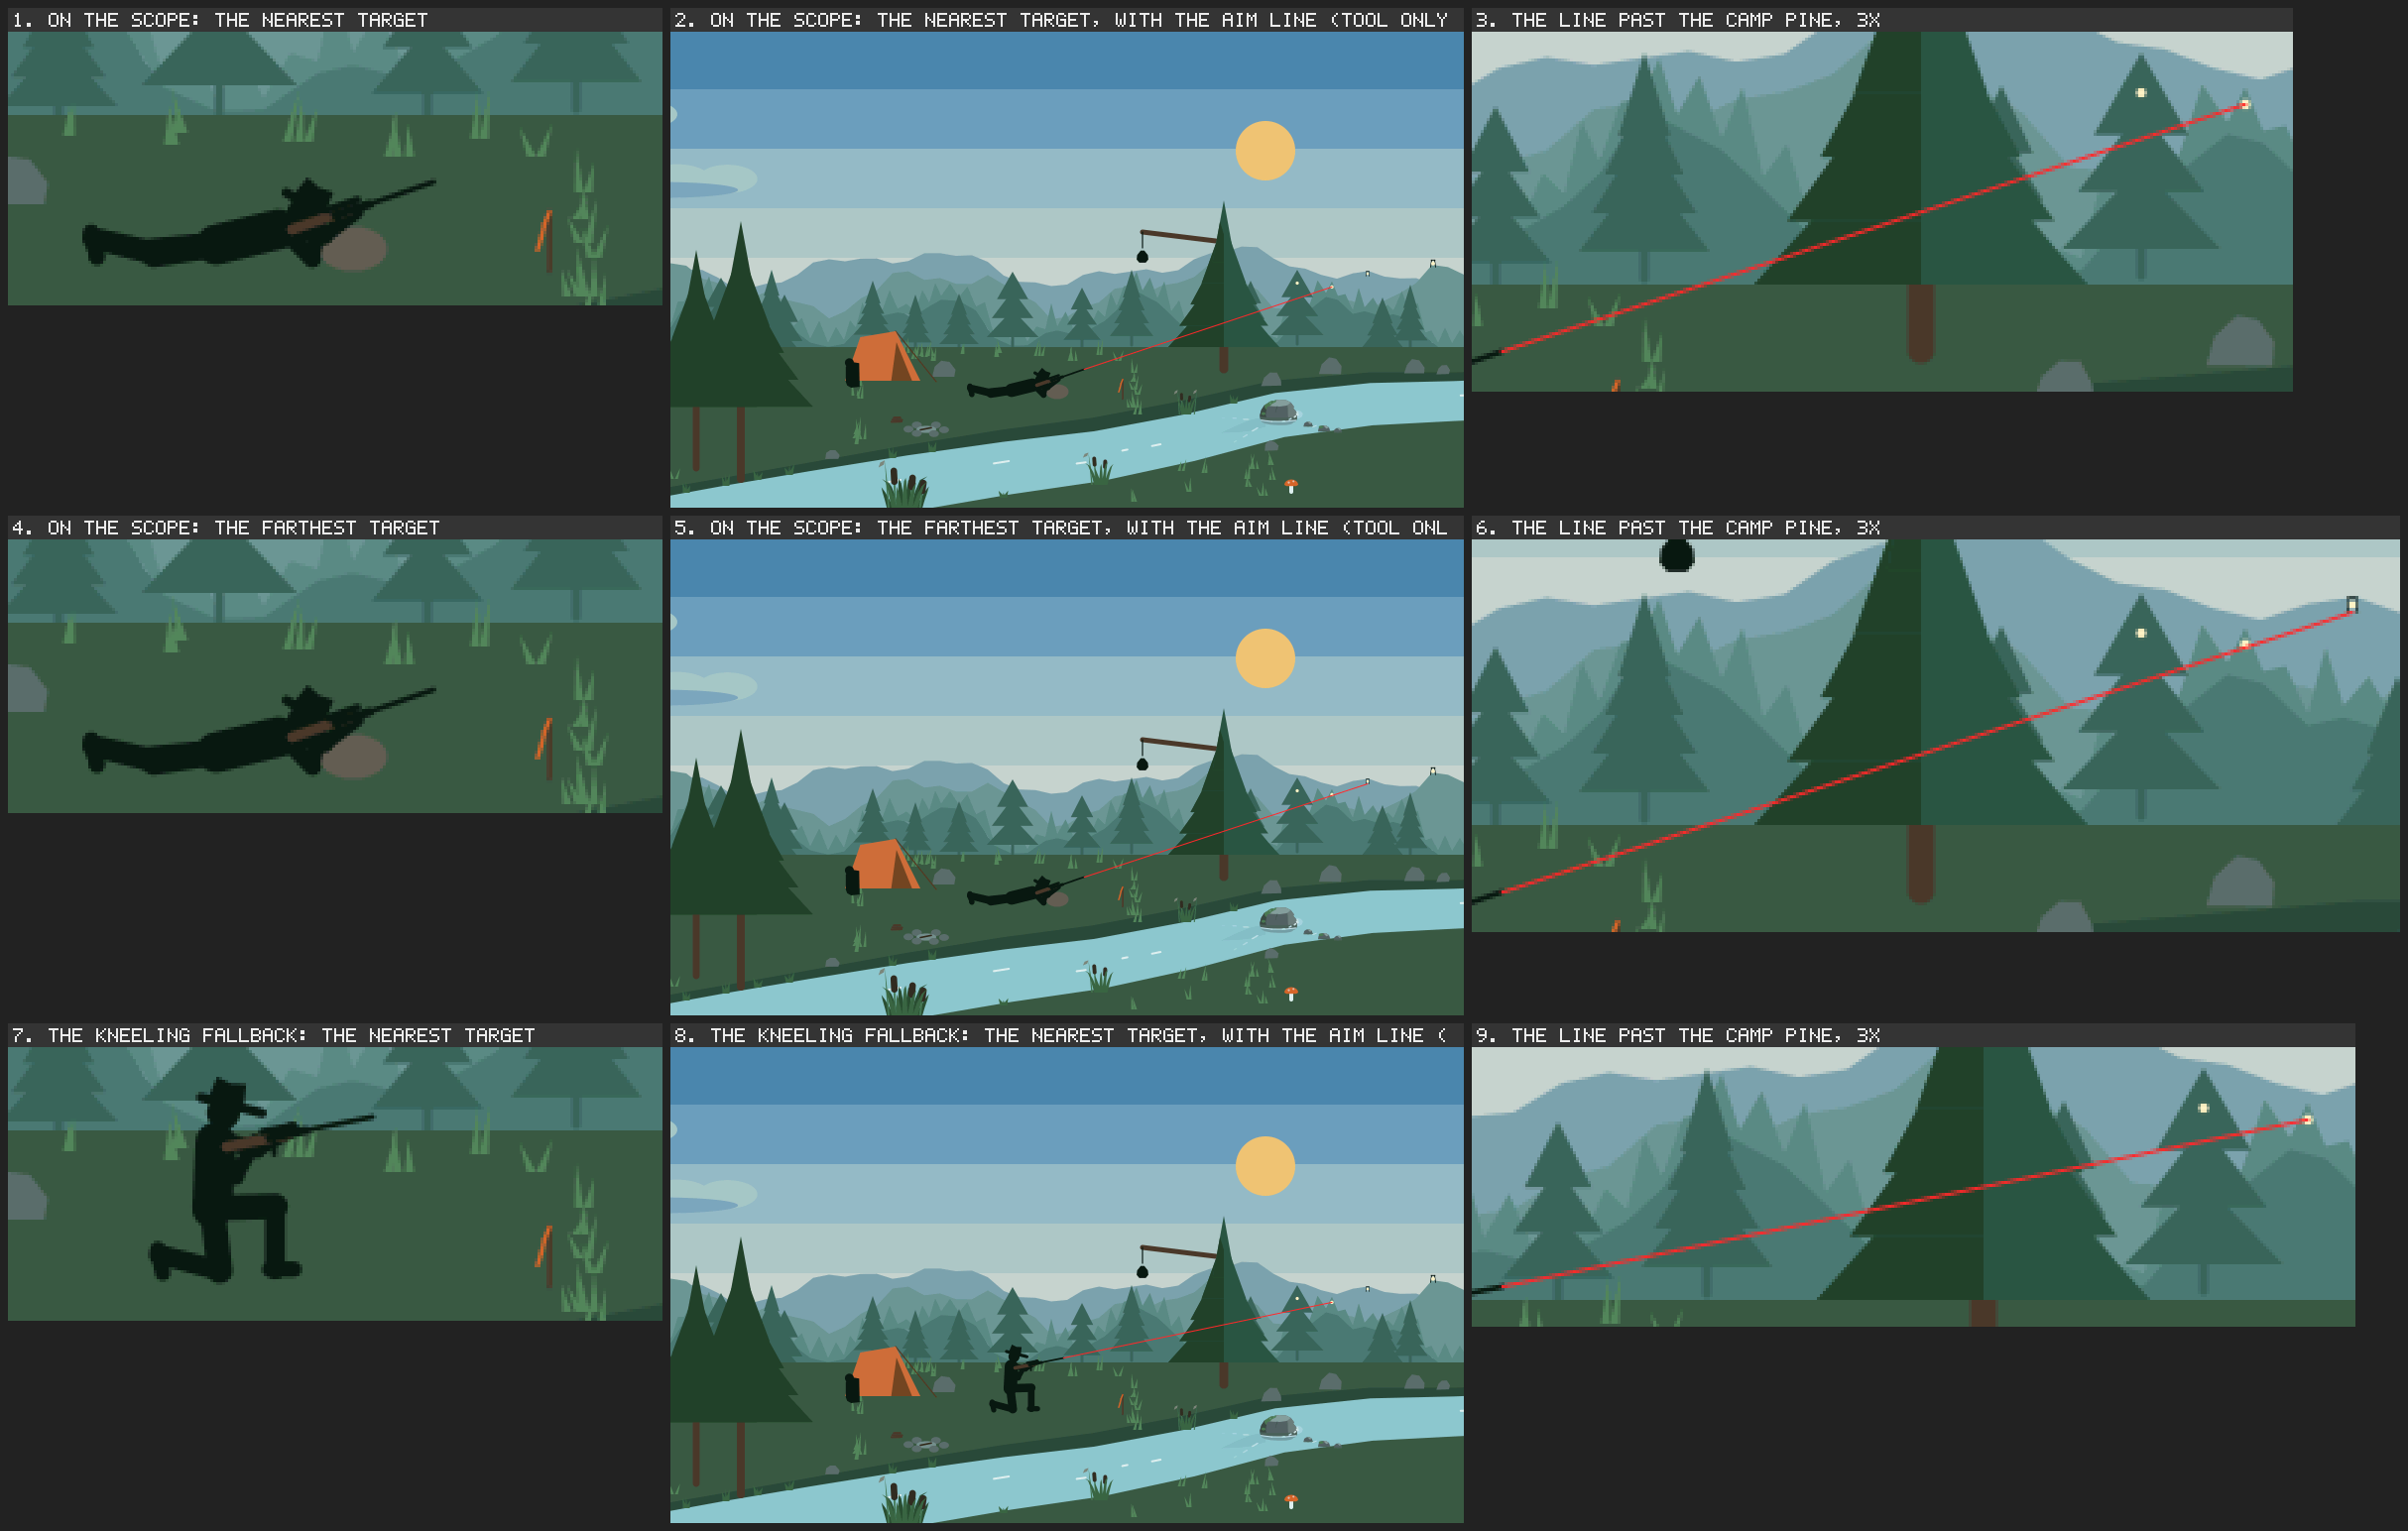 1. ON THE SCOPE: THE NEAREST TARGET
2. ON THE SCOPE: THE NEAREST TARGET, WITH THE AIM LINE (TOOL ONLY
3. THE LINE PAST THE CAMP PINE, 3X
4. ON THE SCOPE: THE FARTHEST TARGET
5. ON THE SCOPE: THE FARTHEST TARGET, WITH THE AIM LINE (TOOL ONL
6. THE LINE PAST THE CAMP PINE, 3X
7. THE KNEELING FALLBACK: THE NEAREST TARGET
8. THE KNEELING FALLBACK: THE NEAREST TARGET, WITH THE AIM LINE (
9. THE LINE PAST THE CAMP PINE, 3X